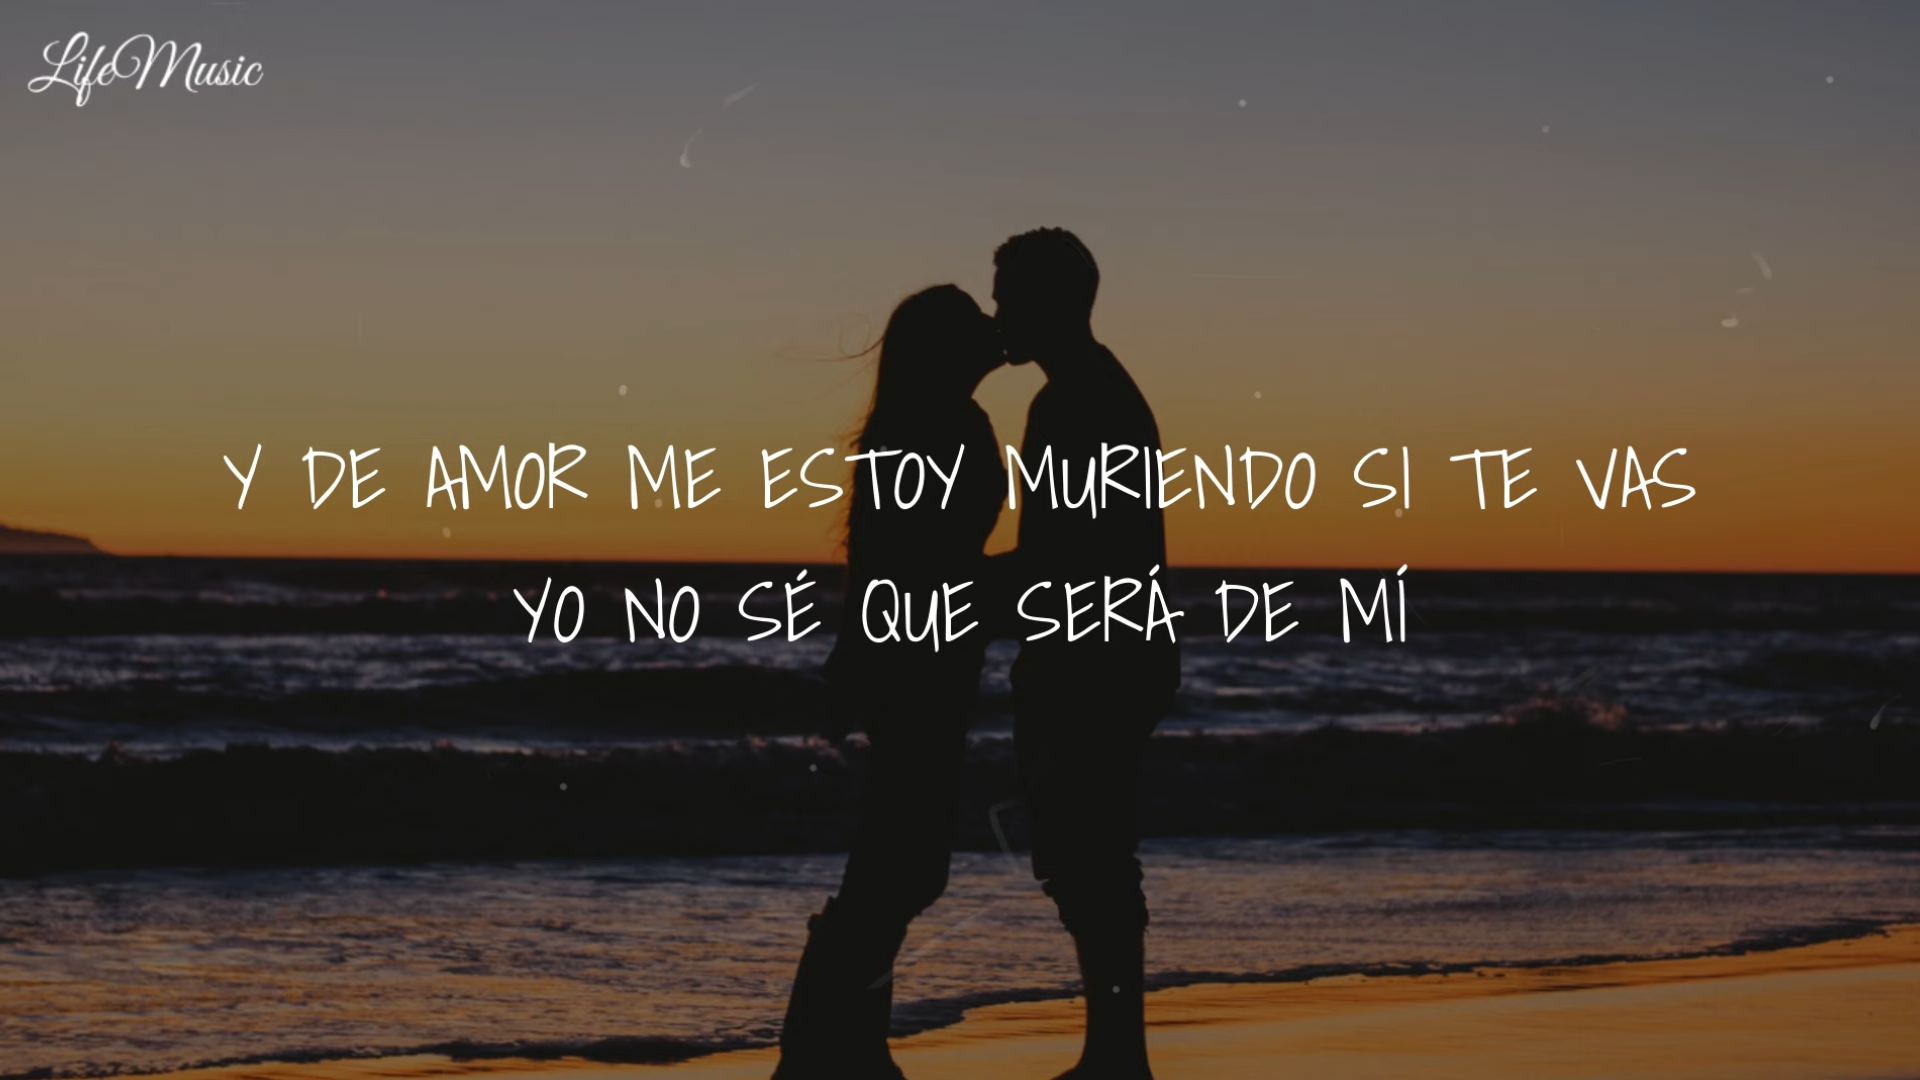 LifeMusic
Y DE AMOR ME ESTOY MURIENDO SI TE VAS
YO NO SÉ QUE SERÁ DE MÍ